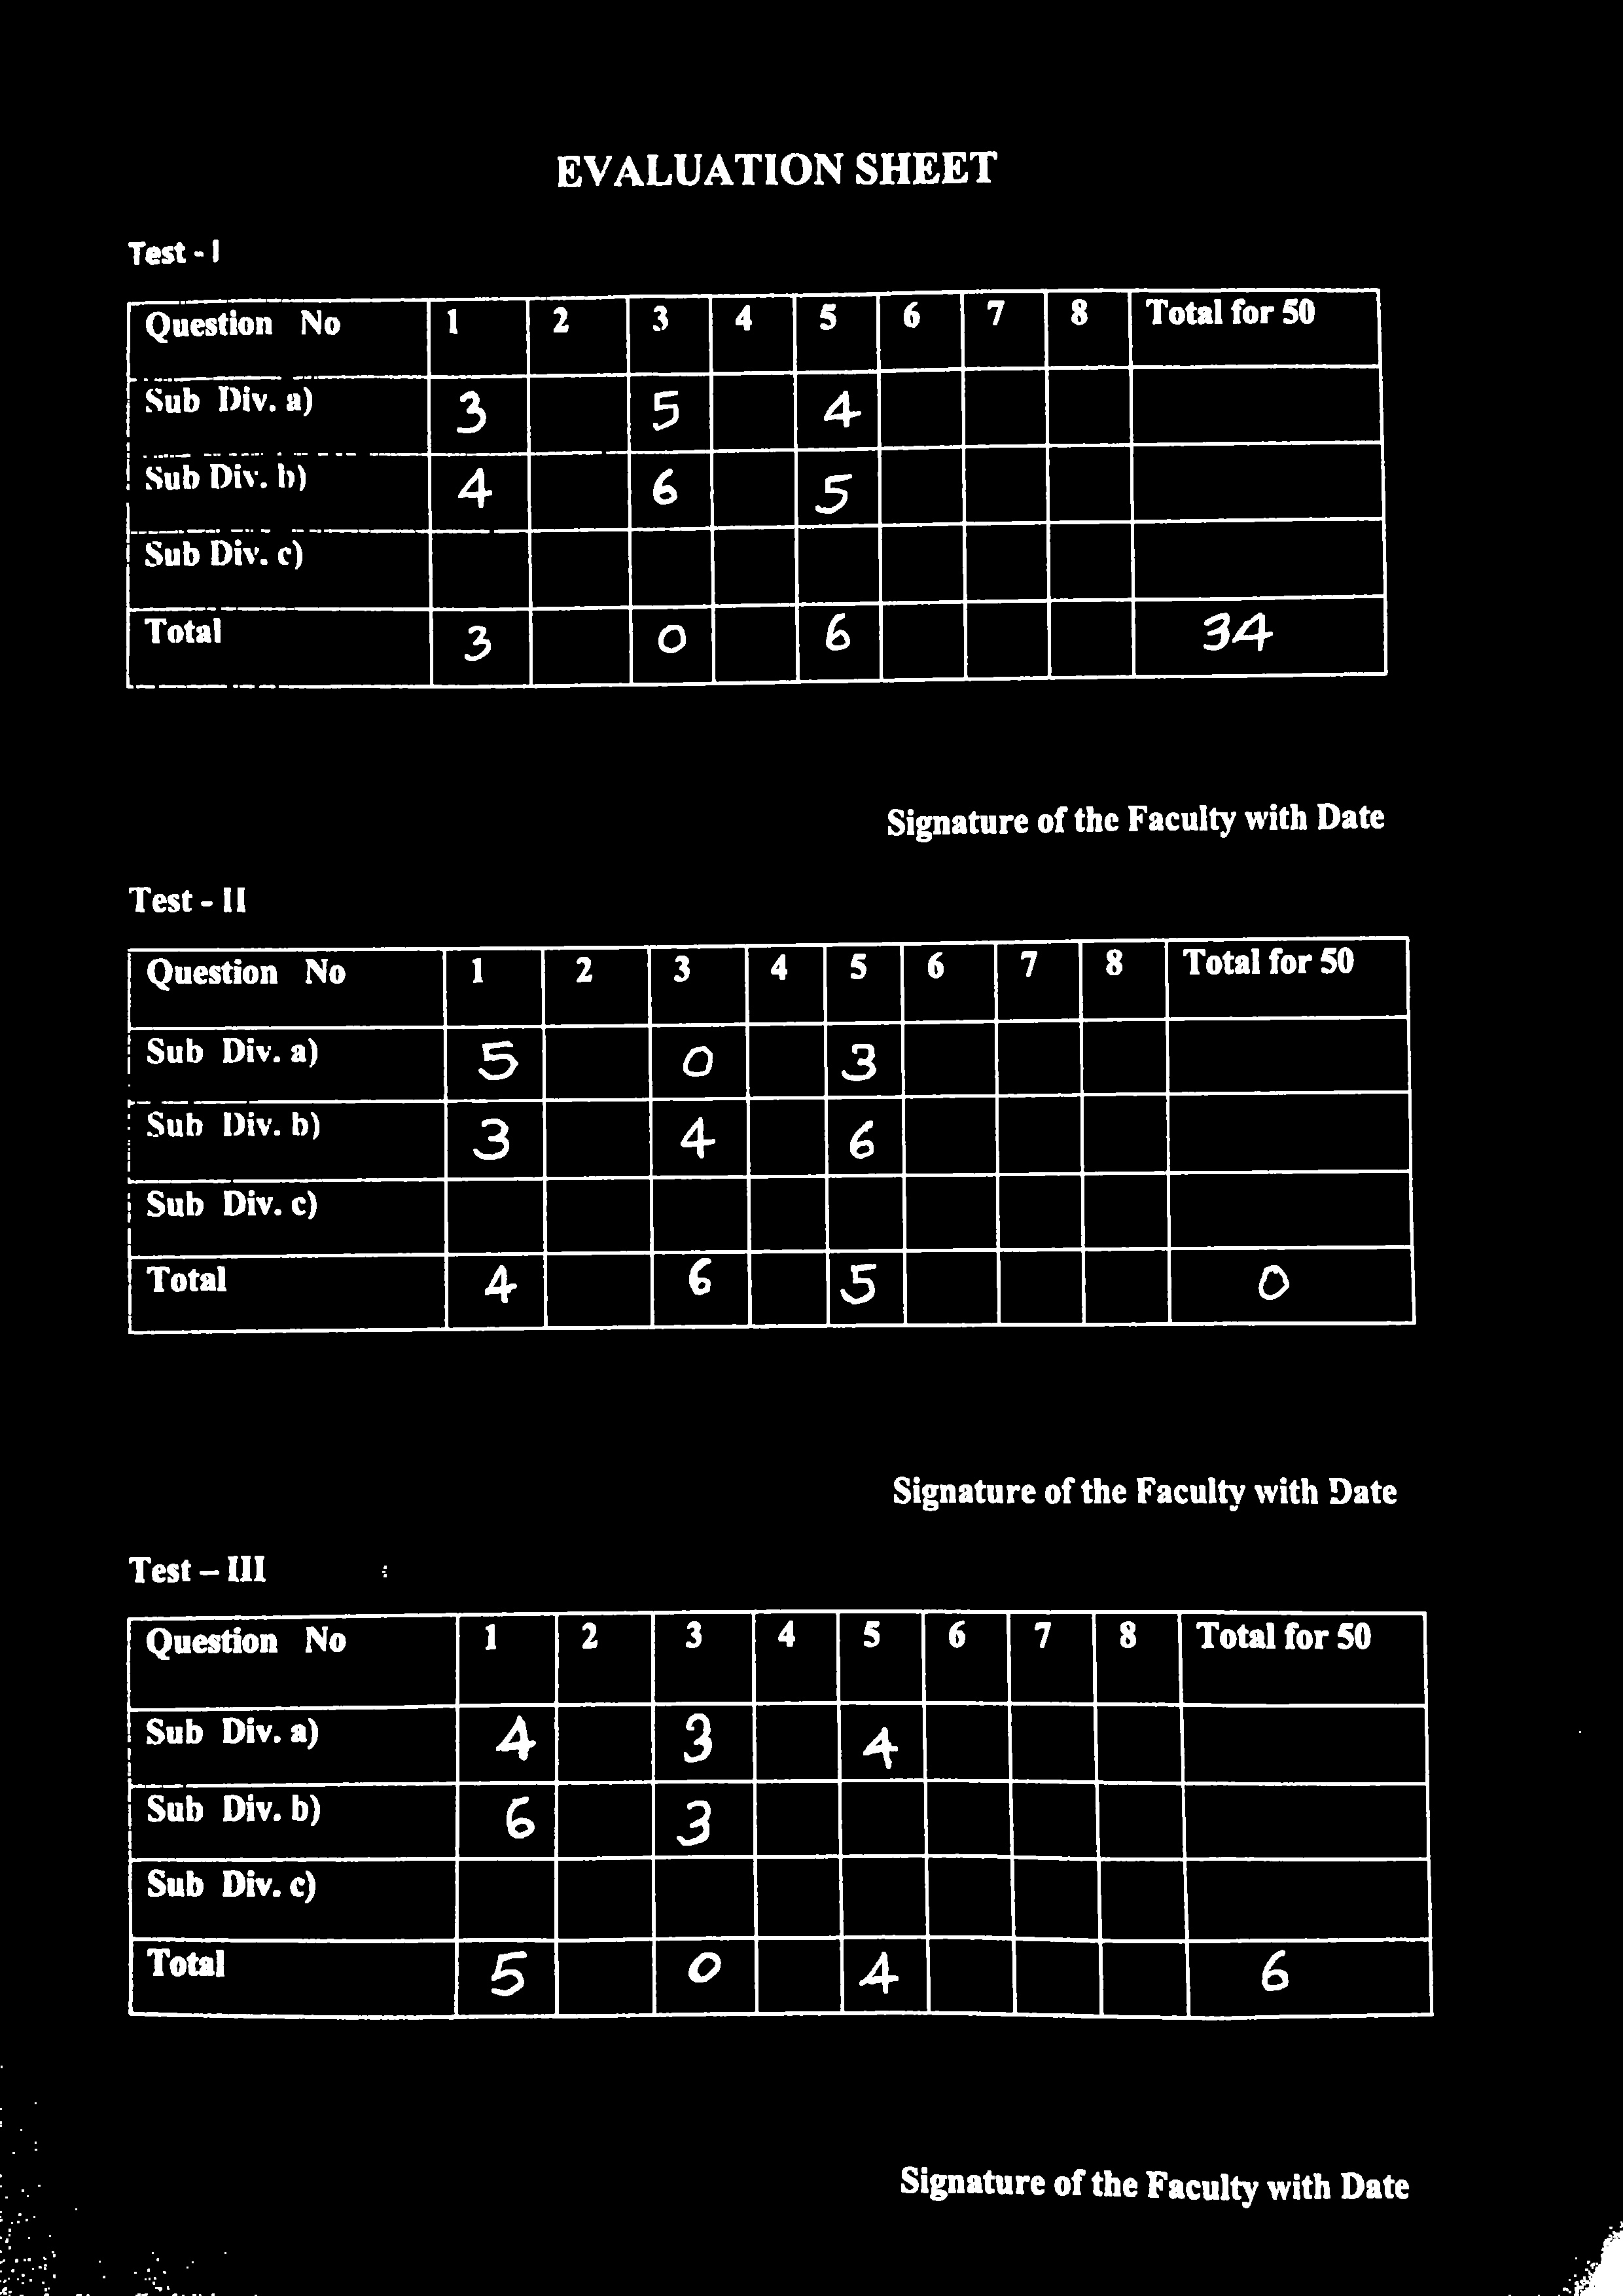 EVALUATION SHEET
Test - I
Question No 1 2 3 4 5 6 7 8 Total for 50
Sub Div. a) 3 5 4
Sub Div. b) 4 6 5
Sub Div. c)
Total 3 0 6 34
Signature of the Faculty with Date
Test - II
Question No 1 2 3 4 5 6 7 8 Total for 50
Sub Div. a) 5 0 3
Sub Div. b) 3 4 6
Sub Div. c)
Total 4 6 5 0
Signature of the Faculty with Date
Test – III
Question No 1 2 3 4 5 6 7 8 Total for 50
Sub Div. a) 4 3 4
Sub Div. b) 6 3
Sub Div. c)
Total 5 0 4 6
Signature of the Faculty with Date